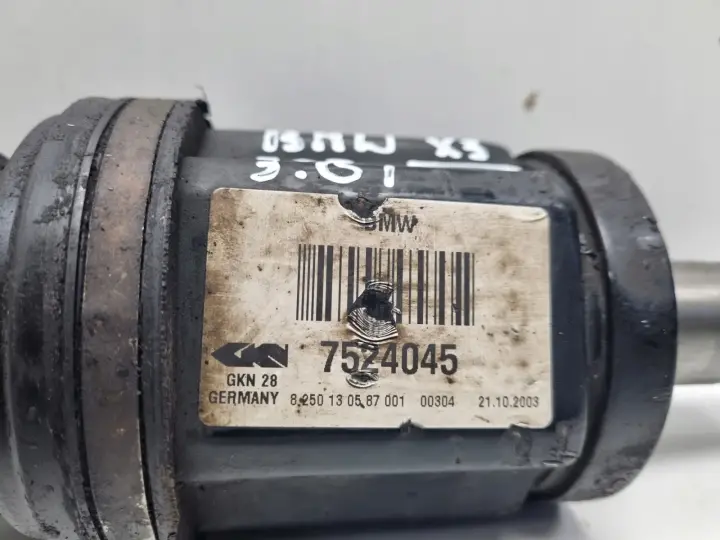 BMW X3
3.0i
BMW
7524045
GKN
GKN 28
GERMANY 8 250 13 05 87 001 00304 21.10.2003